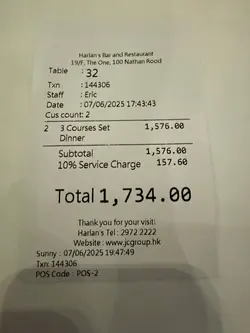 Harlan's Bar and Restaurant
19/F, The One, 100 Nathan Rood
Table : 32
Txn : 144306
Staff : Eric
Date : 07/06/2025 17:43:43
Cus count: 2
2 3 Courses Set 1,576.00
Dinner
Subtotal 1,576.00
10% Service Charge 157.60
Total 1,734.00
Thank you for your visit!
Harlan's Tel : 2972 2222
Website : www.jcgroup.hk
Sunny : 07/06/2025 19:47:49
Txn: 144306
POS Code : POS-2